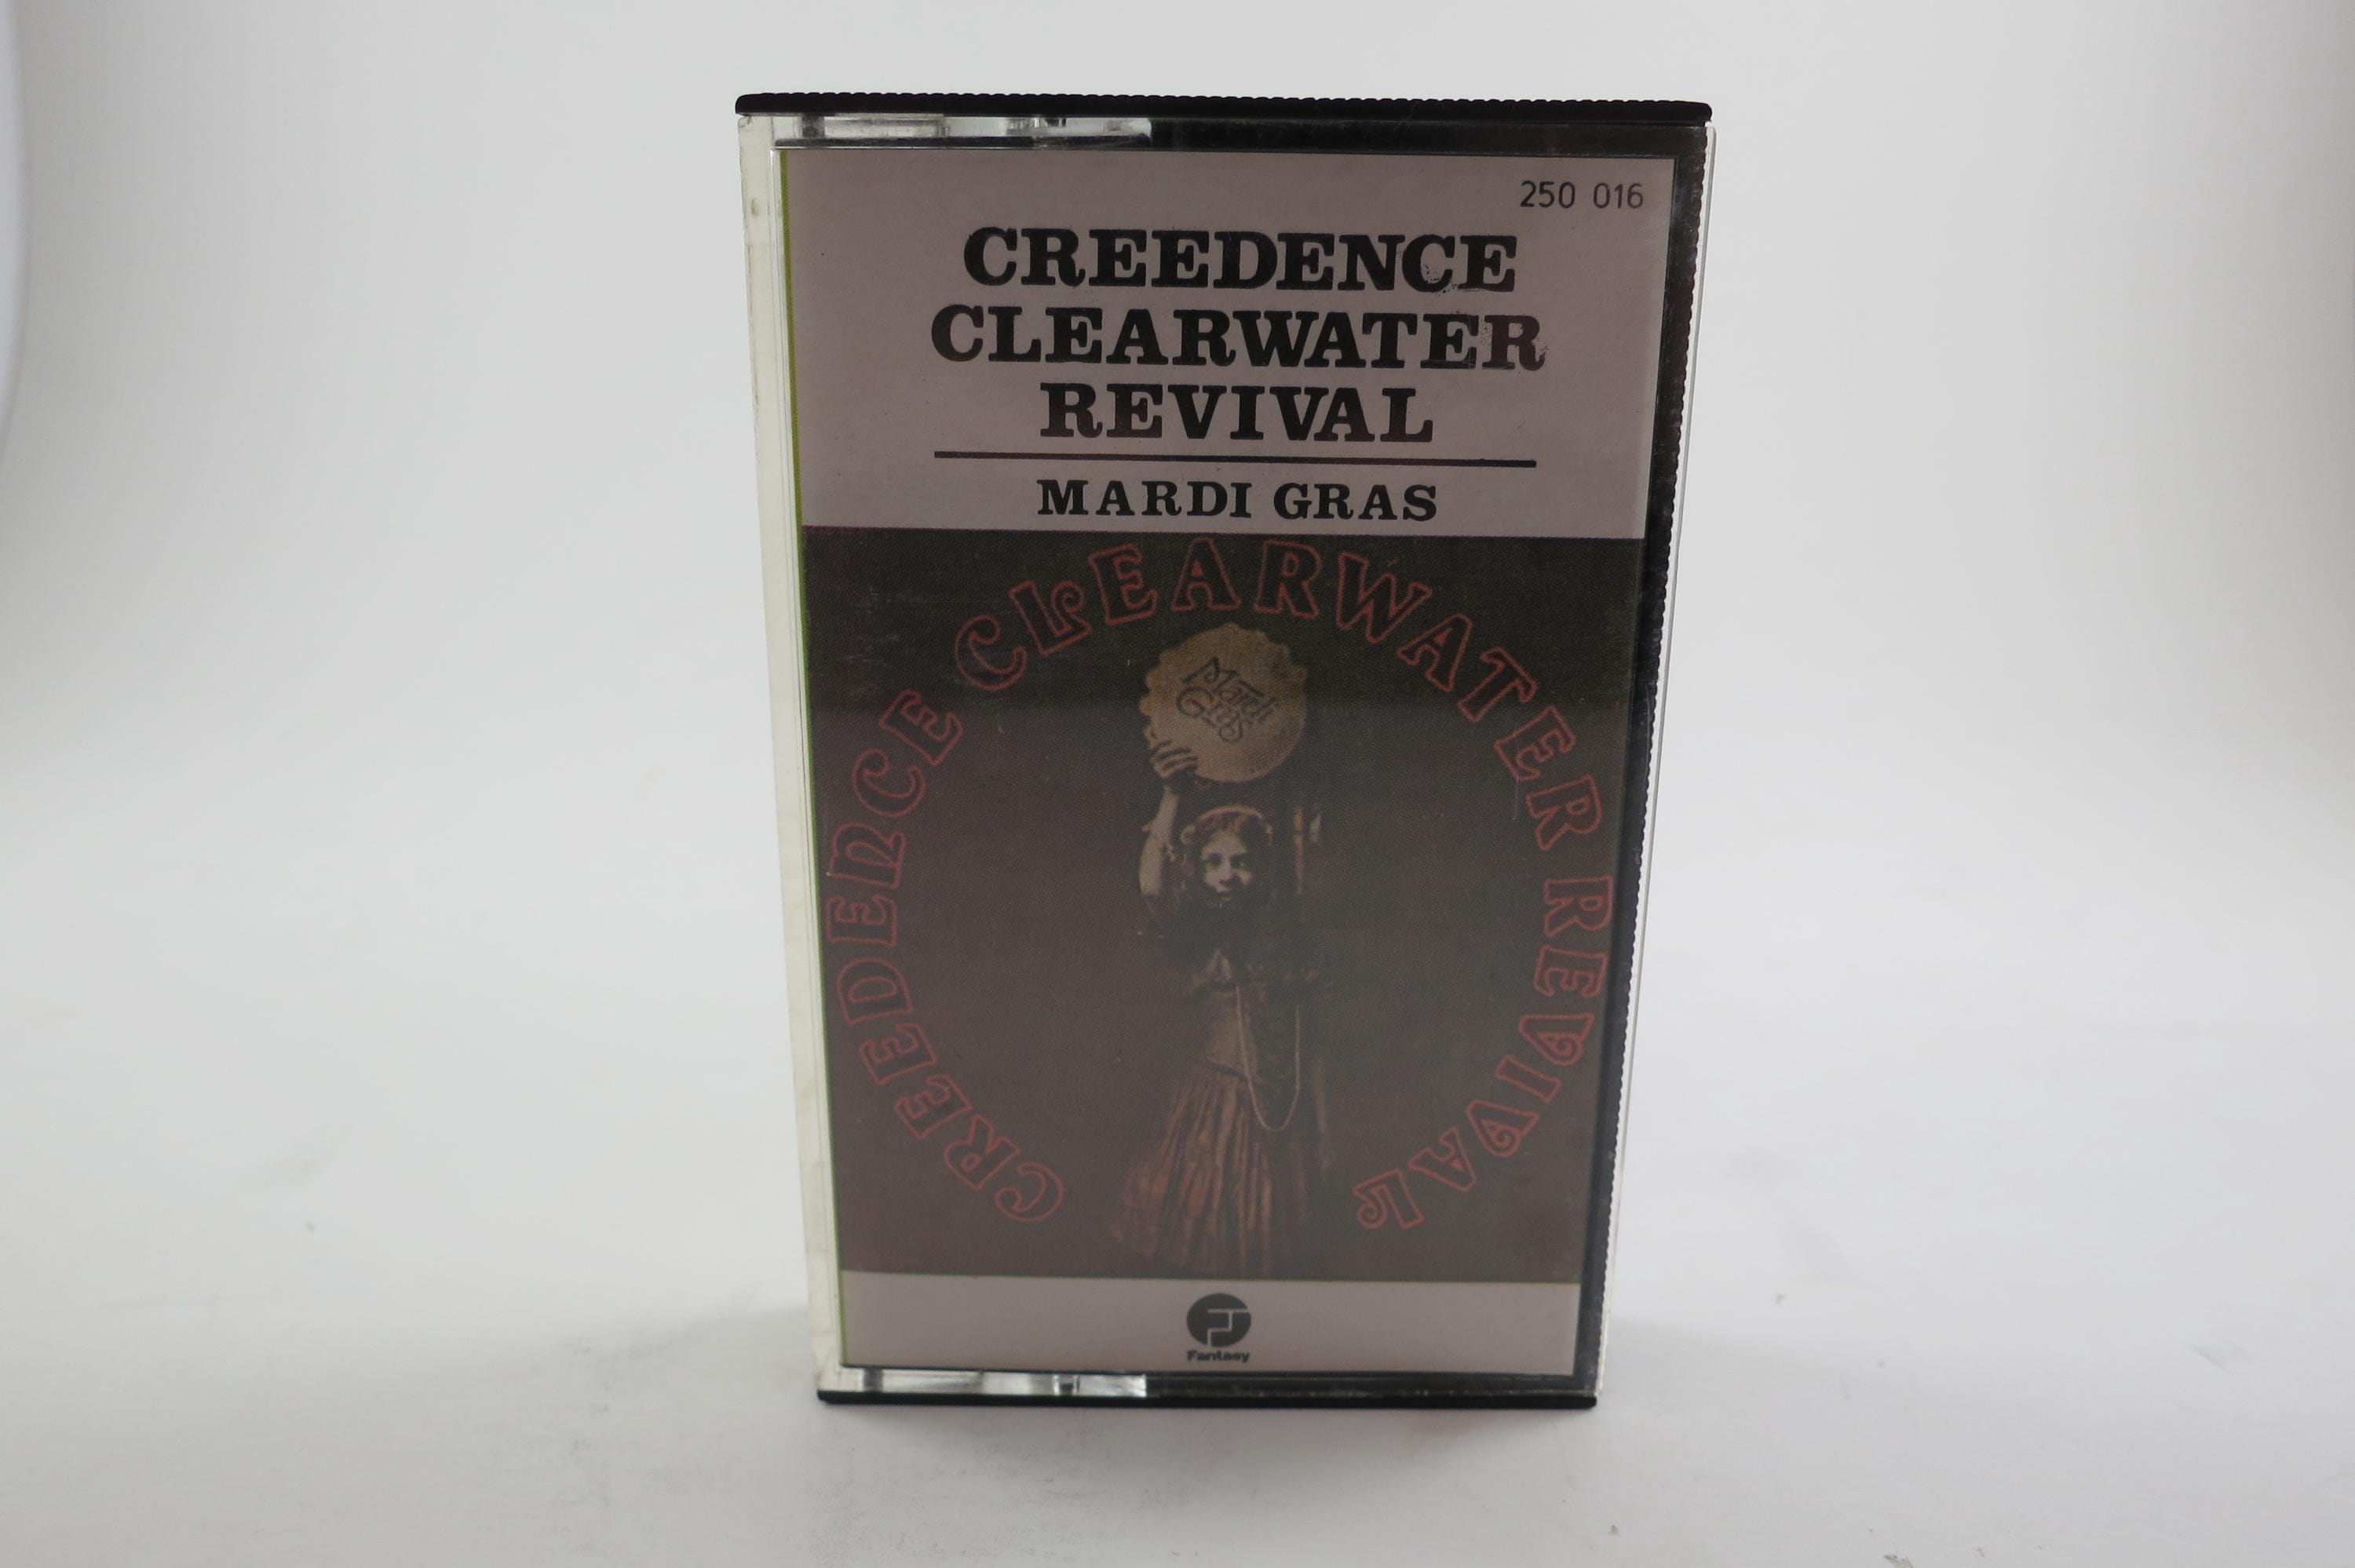 250 016
CREEDENCE
CLEARWATER
REVIVAL
MARDI GRAS
CREEDENCE CLEARWATER REVIVAL
Mardi
Gras
Fantasy